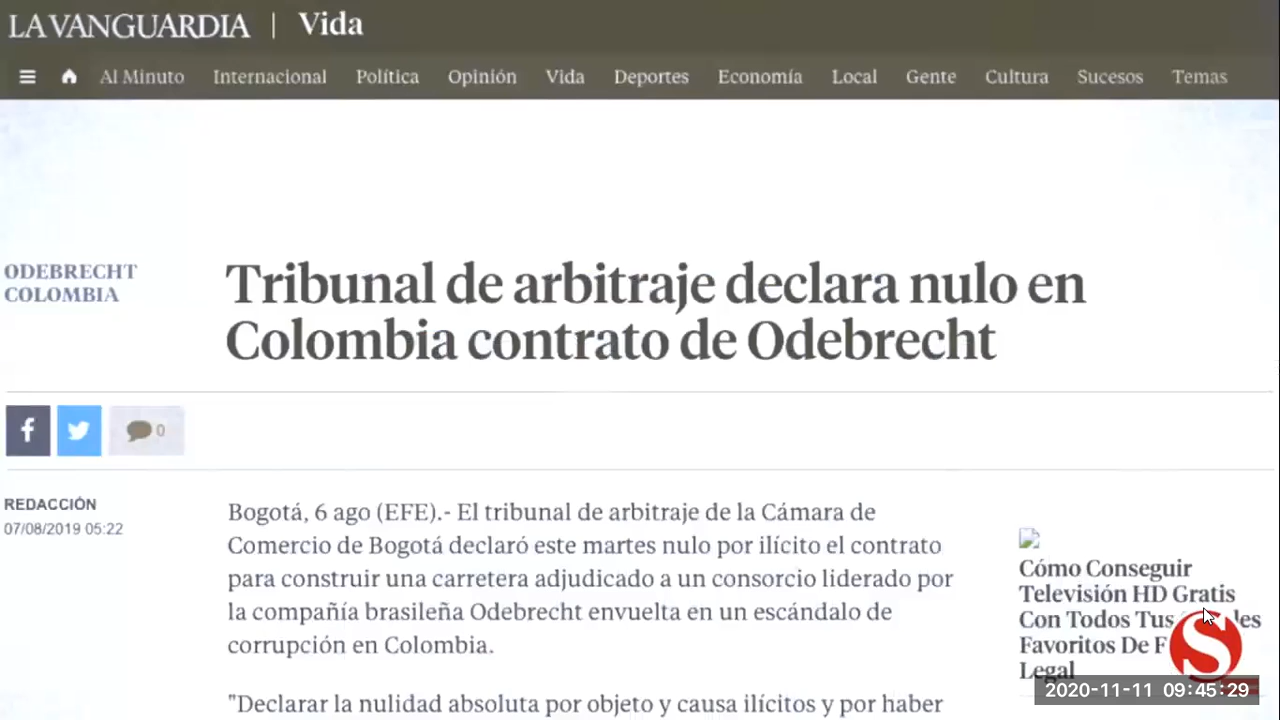 LA VANGUARDIA | Vida
Al Minuto Internacional Política Opinión Vida Deportes Economía Local Gente Cultura Sucesos Temas
ODEBRECHT
COLOMBIA
Tribunal de arbitraje declara nulo en
Colombia contrato de Odebrecht
f
0
REDACCIÓN
07/08/2019 05:22
Bogotá, 6 ago (EFE).- El tribunal de arbitraje de la Cámara de
Comercio de Bogotá declaró este martes nulo por ilícito el contrato
para construir una carretera adjudicado a un consorcio liderado por
la compañía brasileña Odebrecht envuelta en un escándalo de
corrupción en Colombia.
"Declarar la nulidad absoluta por objeto y causa ilícitos y por haber
Cómo Conseguir
Televisión HD Gratis
Con Todos Tus
Favoritos De
Legal
S
2020-11-11 09:45:29